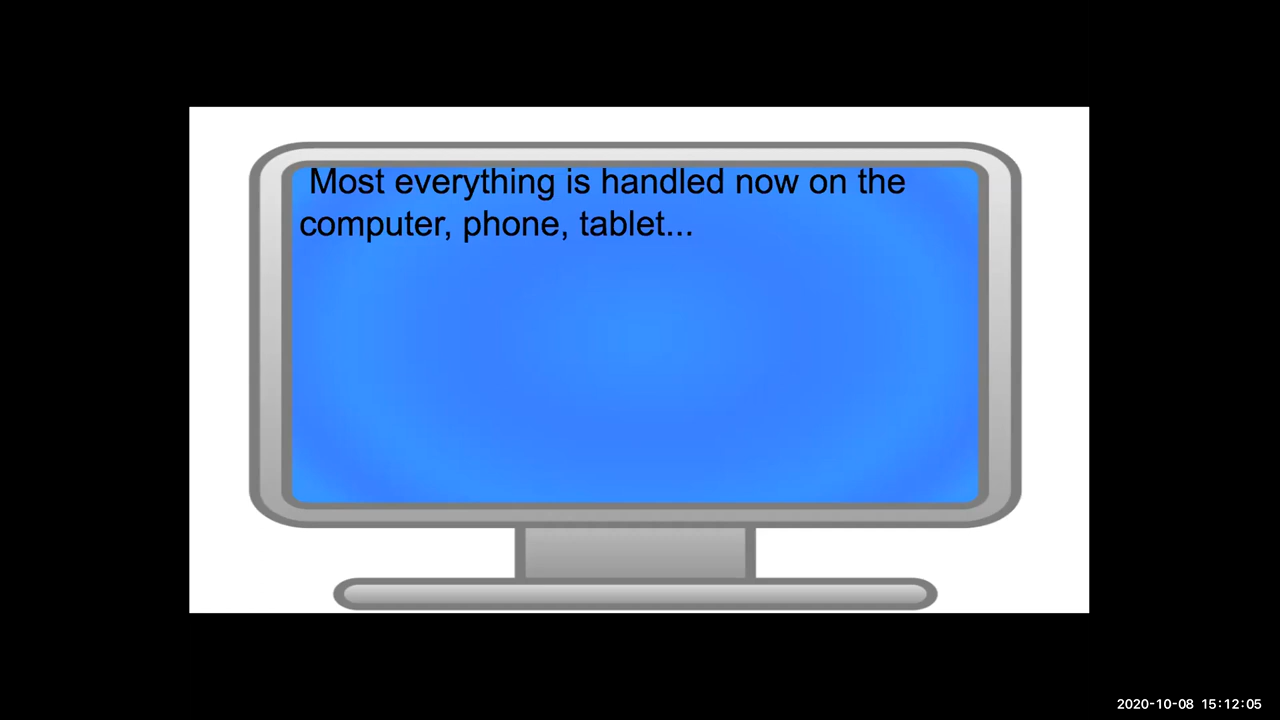 Most everything is handled now on the
computer, phone, tablet...
2020-10-08 15:12:05